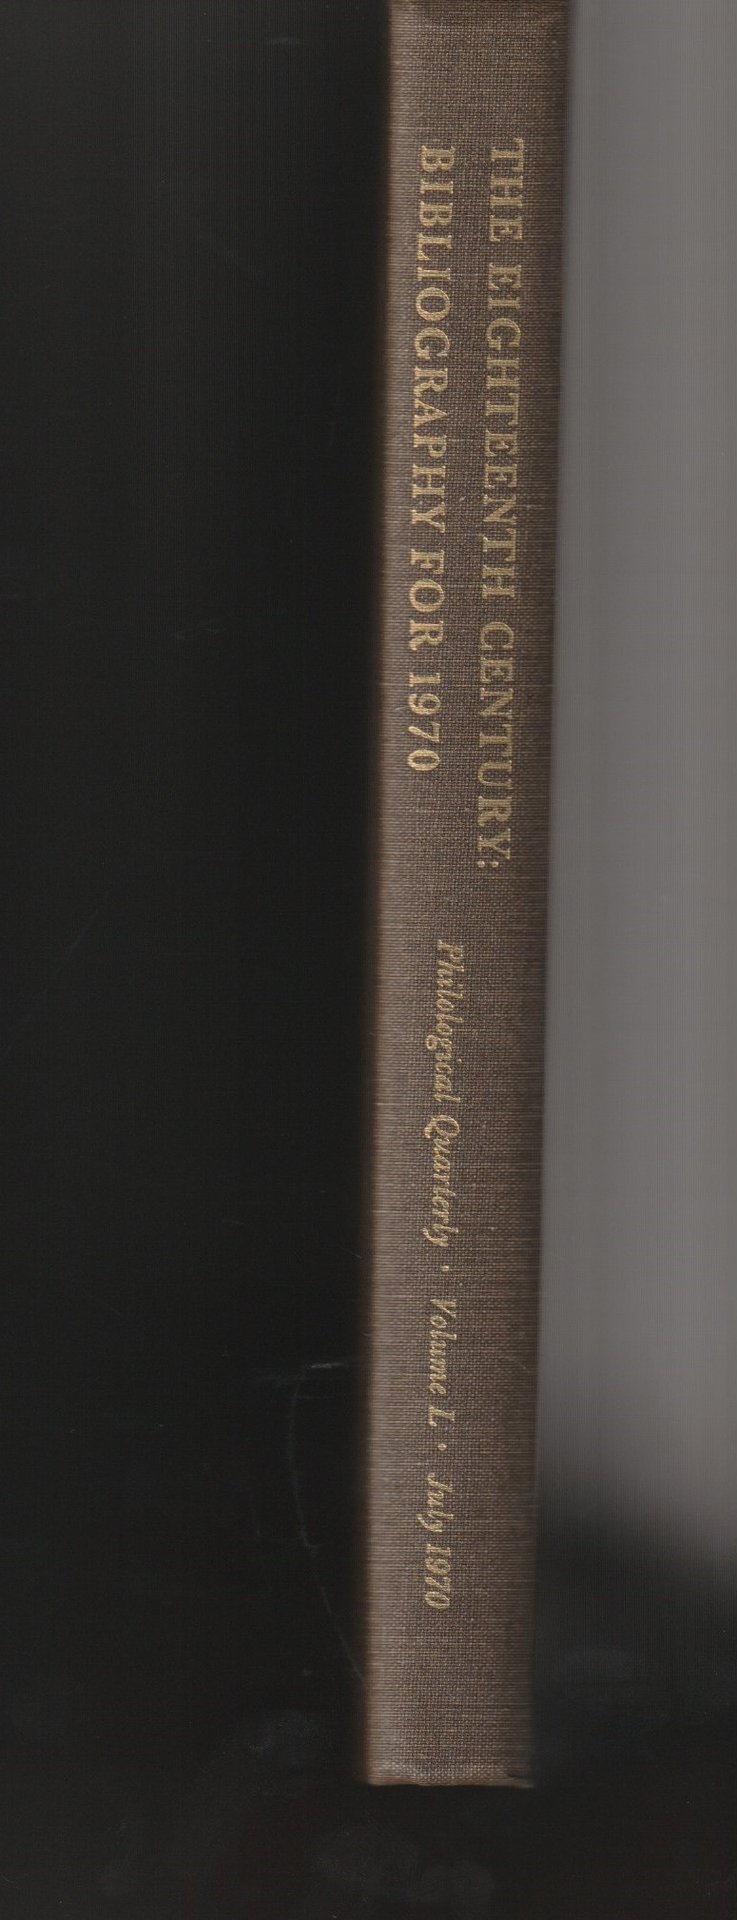 THE EIGHTEENTH CENTURY:
BIBLIOGRAPHY FOR 1970
Philological Quarterly · Volume L · July 1970